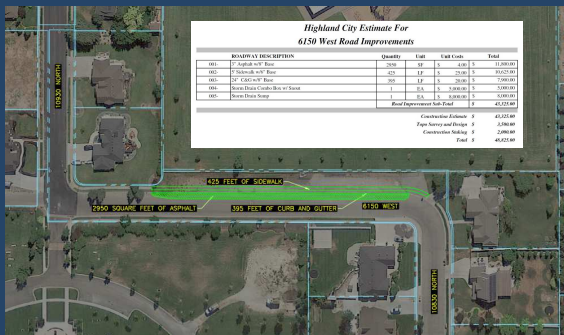 Highland City Estimate For
6150 West Road Improvements
ROADWAY DESCRIPTION Quantity Unit Unit Costs Total
001- 3" Asphalt w/8" Base 2950 SF $ 4.00 $ 11,800.00
002- 5' Sidewalk w/6" Base 425 LF $ 25.00 $ 10,625.00
003- 24" C&G w/8" Base 395 LF $ 20.00 $ 7,900.00
004- Storm Drain Combo Box w/ Snout 1 EA $ 5,000.00 $ 5,000.00
005- Storm Drain Sump 1 EA $ 8,000.00 $ 8,000.00
Road Improvement Sub-Total $ 43,325.00
Construction Estimate $ 43,325.00
Topo Survey and Design $ 3,500.00
Construction Staking $ 2,000.00
Total $ 48,825.00
10930 NORTH
425 FEET OF SIDEWALK
2950 SQUARE FEET OF ASPHALT
395 FEET OF CURB AND GUTTER
6150 WEST
10830 NORTH